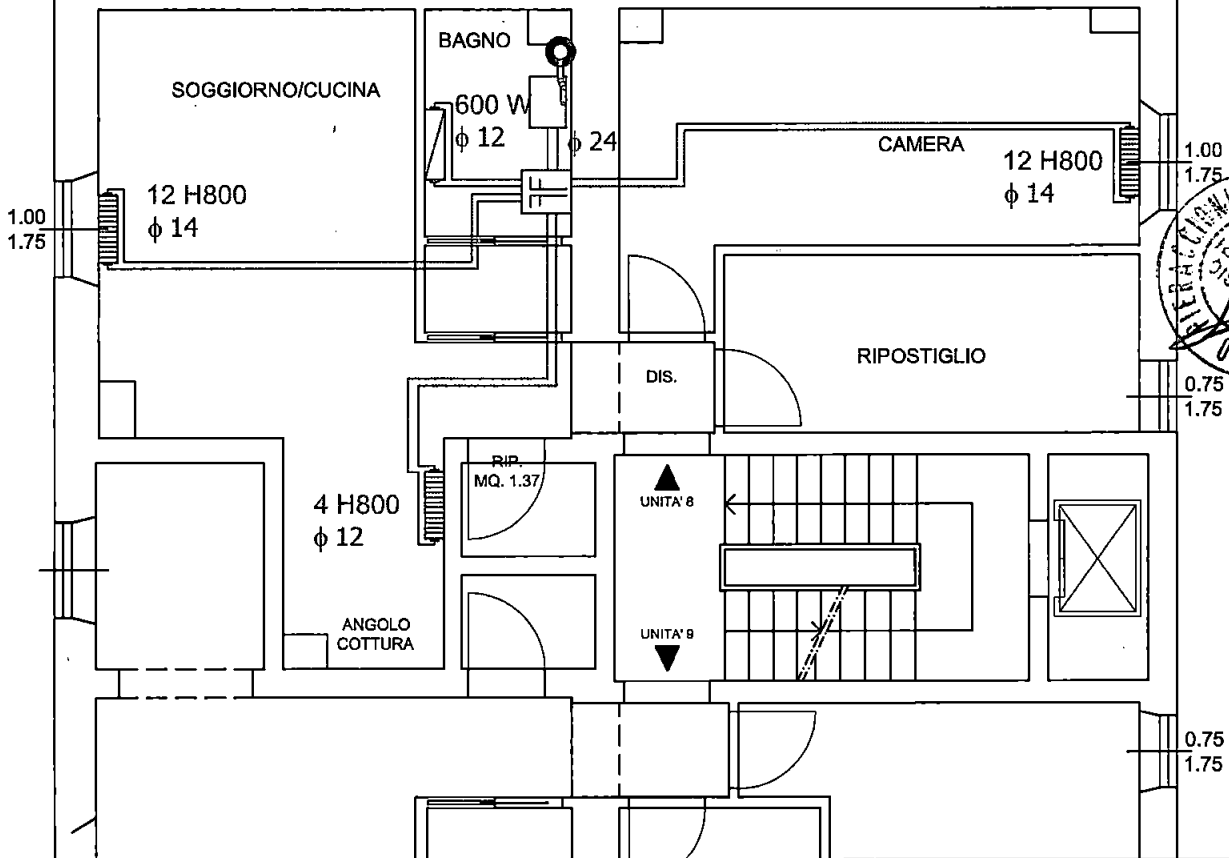 BAGNO
SOGGIORNO/CUCINA
600 W
ϕ 12
ϕ 24
CAMERA
12 H800
ϕ 14
1.00
1.75
12 H800
ϕ 14
1.00
1.75
RIPOSTIGLIO
DIS.
0.75
1.75
RIP.
MQ. 1.37
UNITA' 8
4 H800
ϕ 12
ANGOLO
COTTURA
UNITA' 9
0.75
1.75